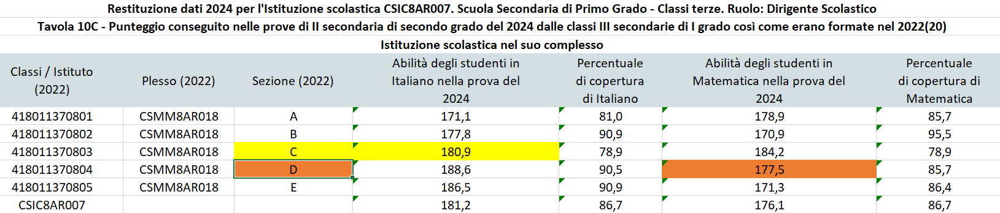 Restituzione dati 2024 per l'Istituzione scolastica CSIC8AR007. Scuola Secondaria di Primo Grado - Classi terze. Ruolo: Dirigente Scolastico
Tavola 10C - Punteggio conseguito nelle prove di II secondaria di secondo grado del 2024 dalle classi III secondarie di I grado così come erano formate nel 2022(20)
Istituzione scolastica nel suo complesso
Classi / Istituto (2022) Plesso (2022) Sezione (2022) Abilità degli studenti in Italiano nella prova del 2024 Percentuale di copertura di Italiano Abilità degli studenti in Matematica nella prova del 2024 Percentuale di copertura di Matematica
418011370801 CSMM8AR018 A 171,1 81,0 178,9 85,7
418011370802 CSMM8AR018 B 177,8 90,9 170,9 95,5
418011370803 CSMM8AR018 C 180,9 78,9 184,2 78,9
418011370804 CSMM8AR018 D 188,6 90,5 177,5 85,7
418011370805 CSMM8AR018 E 186,5 90,9 171,3 86,4
CSIC8AR007 181,2 86,7 176,1 86,7